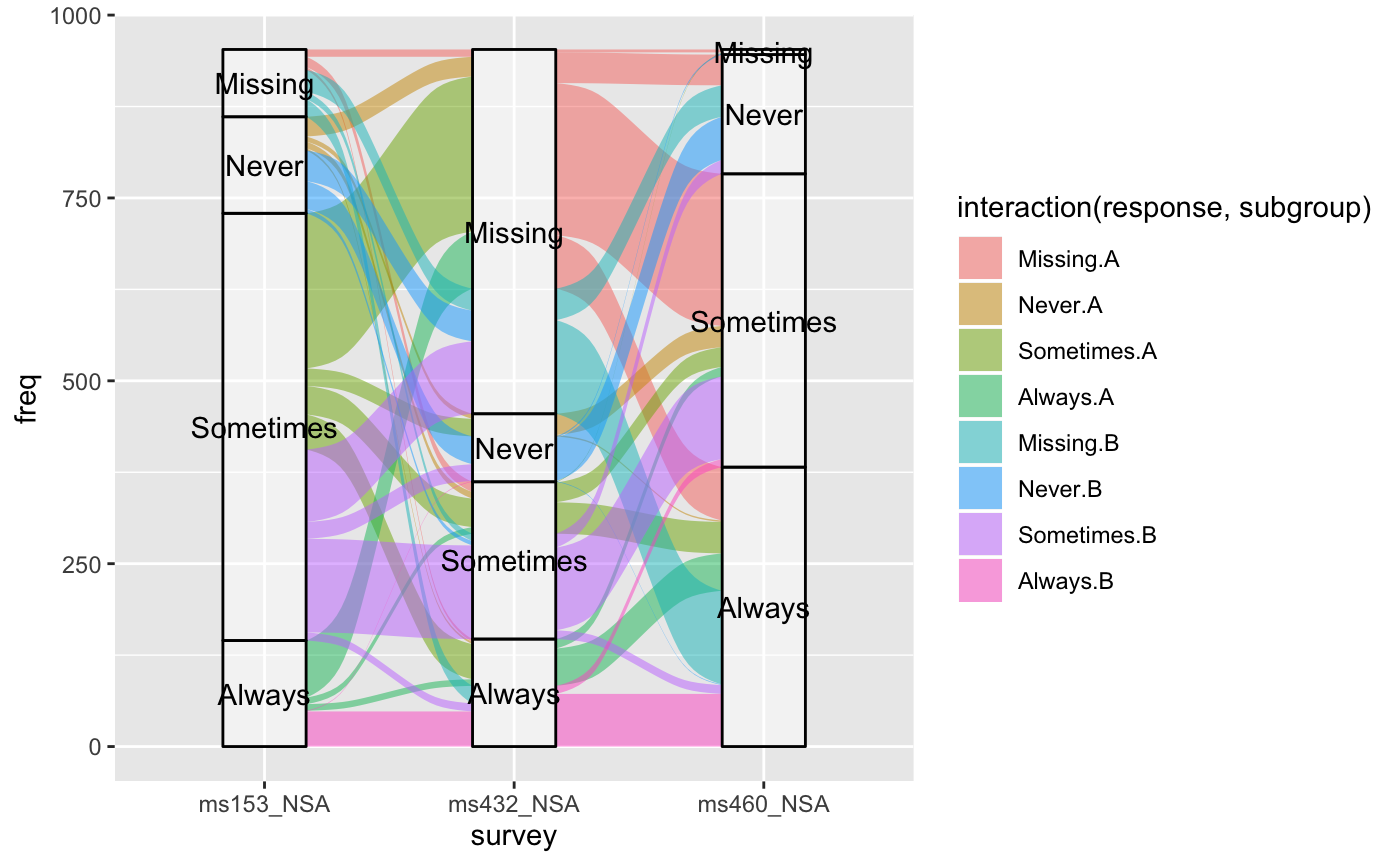 1000
750
500
250
0
freq
Missing
Never
Sometimes
Always
Missing
Never
Sometimes
Always
Missing
Never
Sometimes
Always
ms153_NSA
ms432_NSA
ms460_NSA
survey
interaction(response, subgroup)
Missing.A
Never.A
Sometimes.A
Always.A
Missing.B
Never.B
Sometimes.B
Always.B